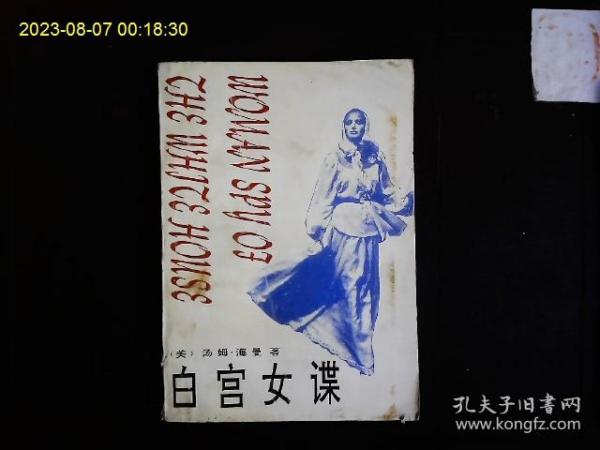 2023-08-07 00:18:30
WOMAN SPY OF
THE WHITE HOUSE
(美) 汤姆·海曼 著
白宫女谍
孔夫子旧书网
www.kongfz.com